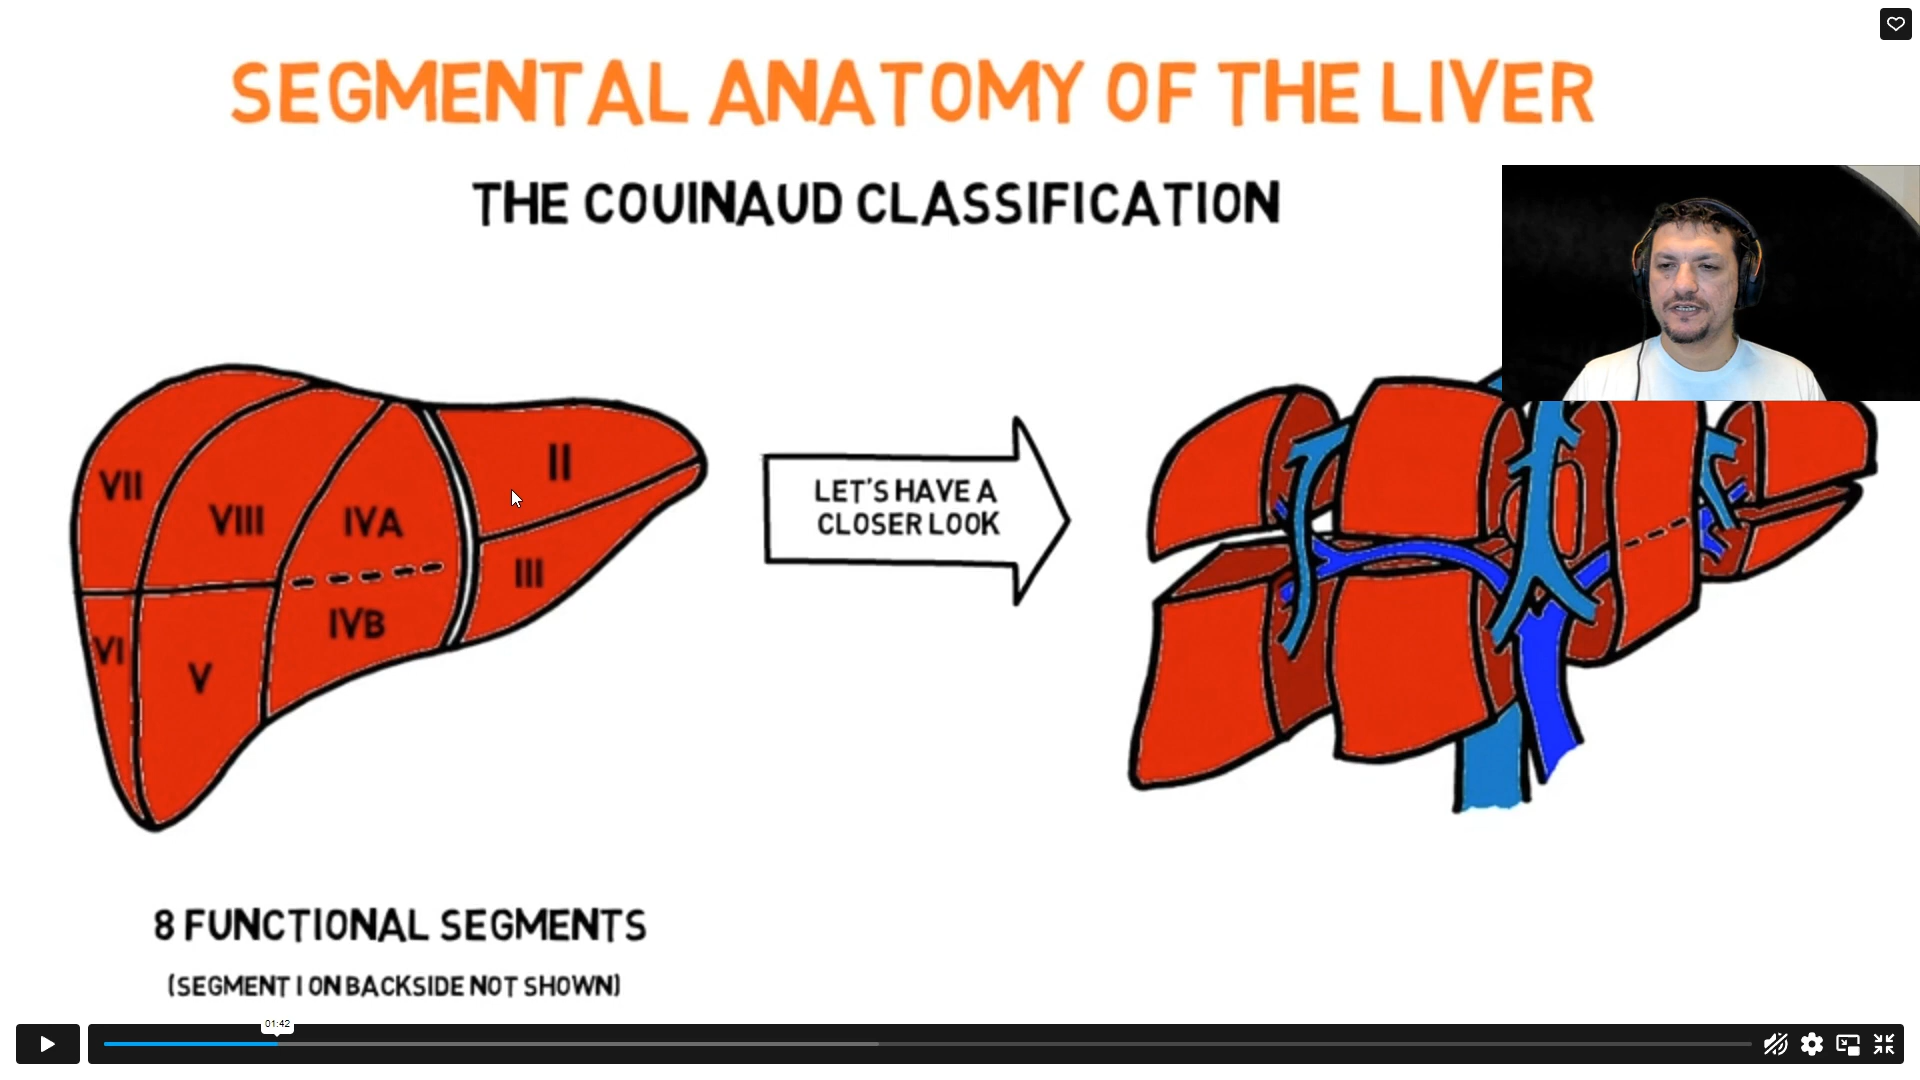 SEGMENTAL ANATOMY OF THE LIVER
THE COUINAUD CLASSIFICATION
VII
VIII
IVA
II
III
IVB
VI
V
LET'S HAVE A
CLOSER LOOK
8 FUNCTIONAL SEGMENTS
(SEGMENT I ON BACKSIDE NOT SHOWN)
01:42